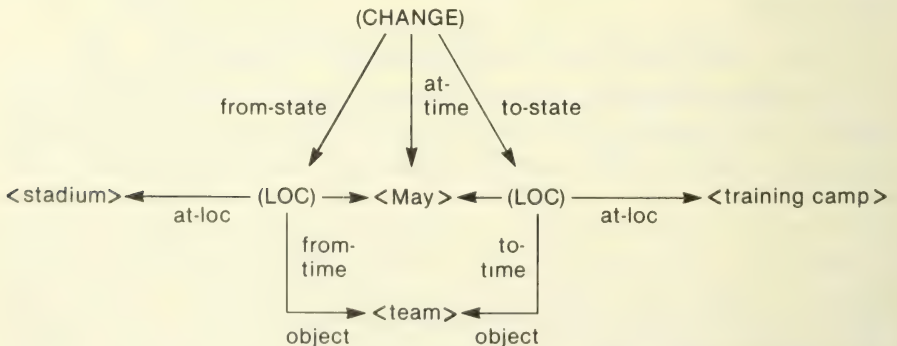 (CHANGE)
from-state
at-
time
to-state
<stadium> (LOC) <May> (LOC) <training camp>
at-loc
at-loc
from-
time
to-
time
<team>
object
object